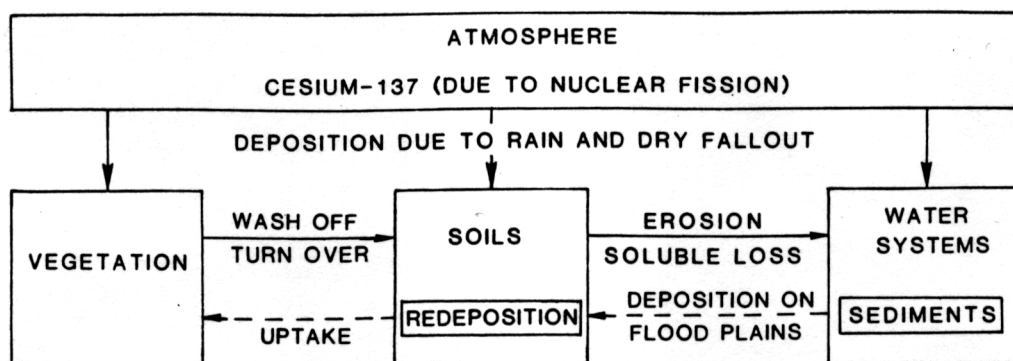 ATMOSPHERE
CESIUM-137 (DUE TO NUCLEAR FISSION)
DEPOSITION DUE TO RAIN AND DRY FALLOUT
VEGETATION
WASH OFF
TURN OVER
UPTAKE
SOILS
REDEPOSITION
EROSION
SOLUBLE LOSS
DEPOSITION ON
FLOOD PLAINS
WATER
SYSTEMS
SEDIMENTS